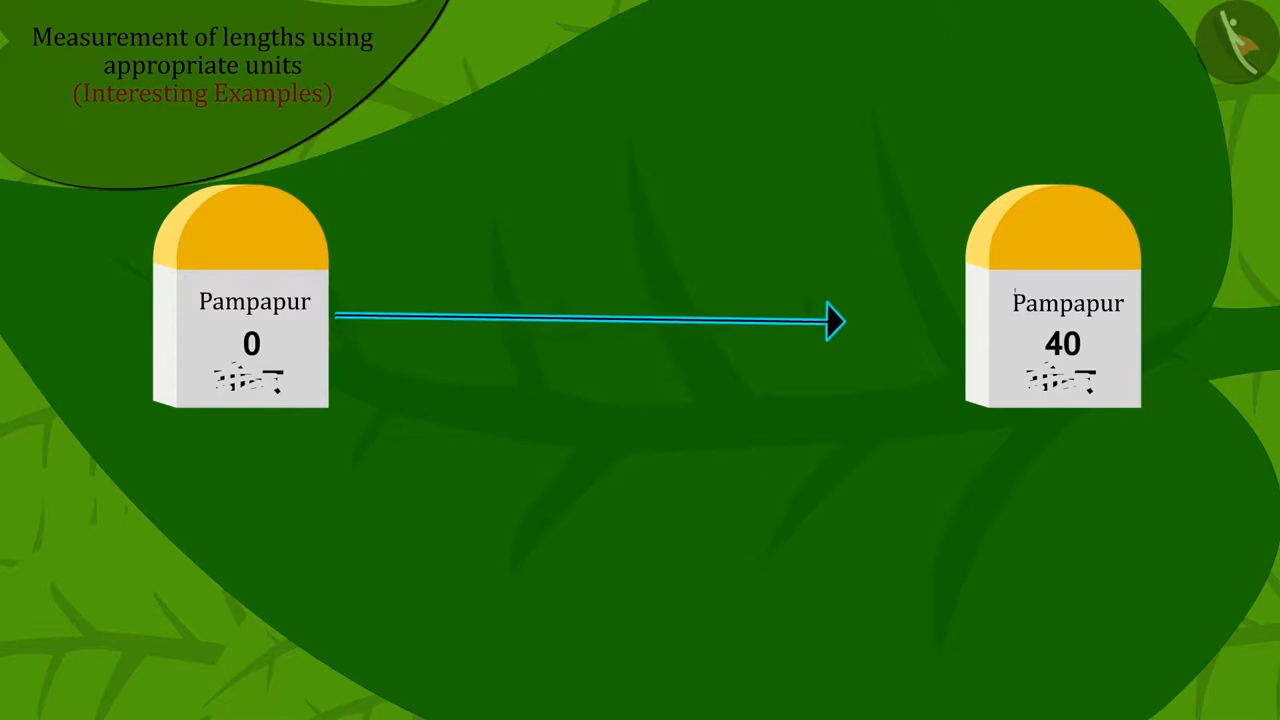 Measurement of lengths using
appropriate units
(Interesting Examples)
Pampapur
0
Pampapur
40